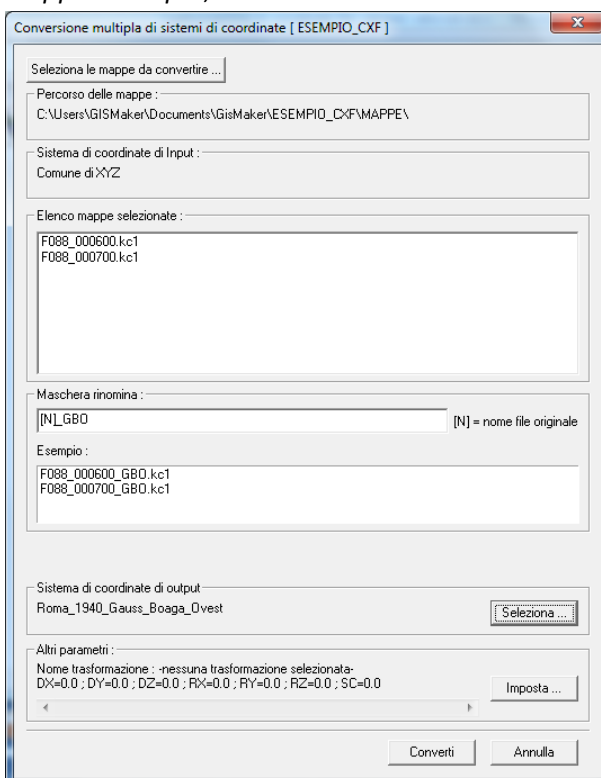 Conversione multipla di sistemi di coordinate [ ESEMPIO_CXF ]
Seleziona le mappe da convertire ...
Percorso delle mappe :
C:\Users\GISMaker\Documents\GisMaker\ESEMPIO_CXF\MAPPE\
Sistema di coordinate di Input :
Comune di XYZ
Elenco mappe selezionate :
F088_000600.kc1
F088_000700.kc1
Maschera rinomina :
[N]_GBO [N] = nome file originale
Esempio :
F088_000600_GBO.kc1
F088_000700_GBO.kc1
Sistema di coordinate di output
Roma_1940_Gauss_Boaga_Ovest Seleziona ...
Altri parametri :
Nome trasformazione : -nessuna trasformazione selezionata-
DX=0.0 ; DY=0.0 ; DZ=0.0 ; RX=0.0 ; RY=0.0 ; RZ=0.0 ; SC=0.0
Imposta ...
Converti Annulla